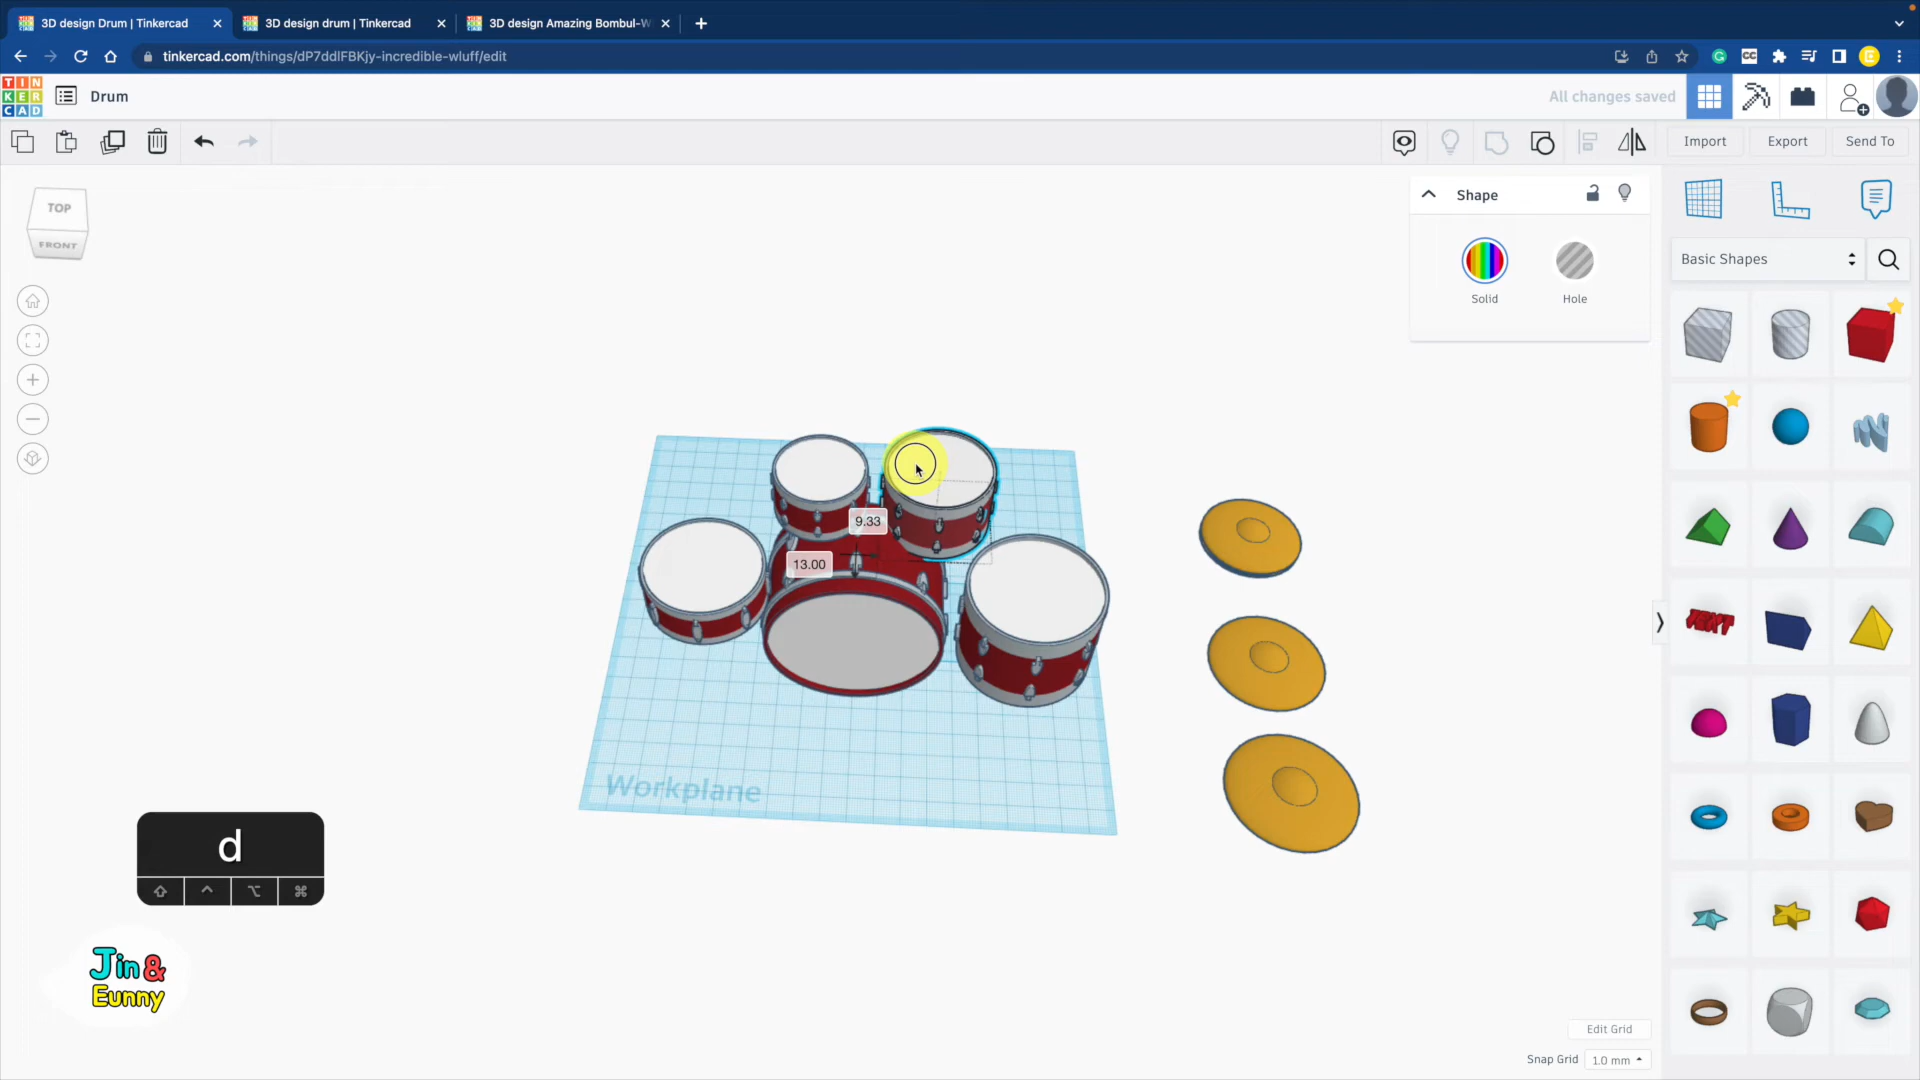 3D design Drum | Tinkercad
3D design drum | Tinkercad
3D design Amazing Bombul-W
tinkercad.com/things/dP7ddlFBKjy-incredible-wluff/edit
TIN
KER
CAD
Drum
All changes saved
Import
Export
Send To
TOP
FRONT
Shape
Solid
Hole
Basic Shapes
9.33
13.00
TEXT
Workplane
d
Jin&
Eunny
Edit Grid
Snap Grid 1.0 mm